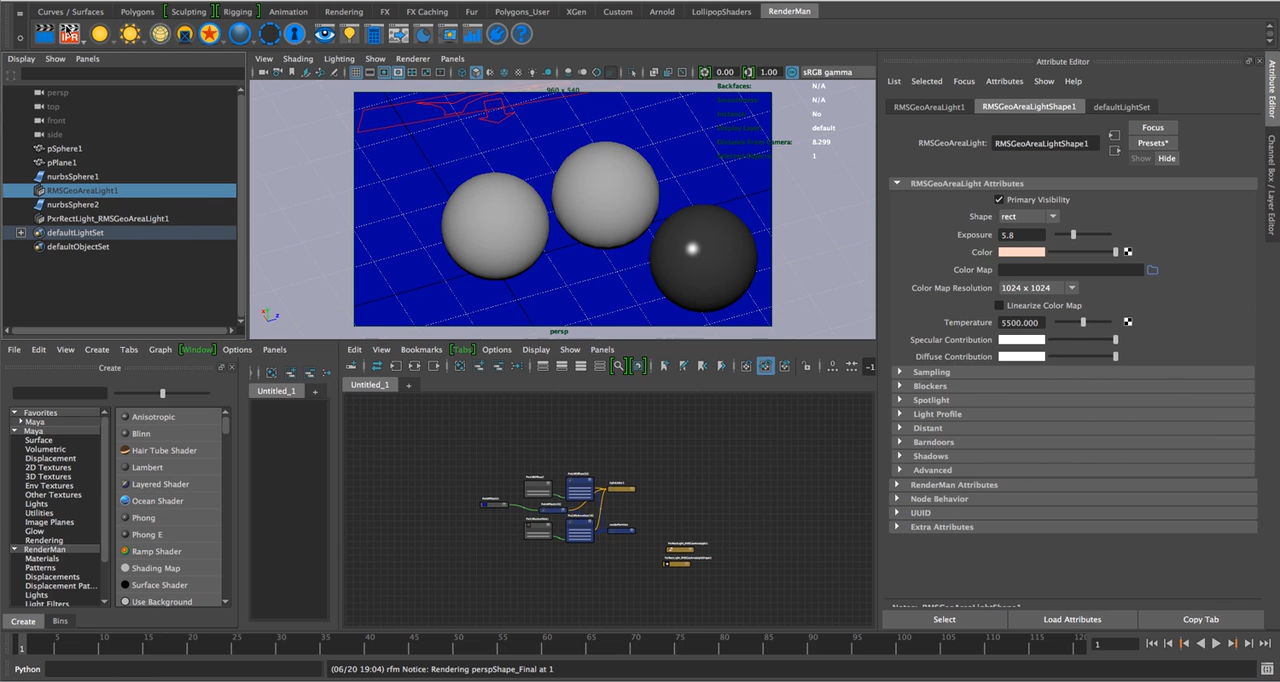 Curves / Surfaces Polygons Sculpting Rigging Animation Rendering FX FX Caching Fur Polygons_User XGen Custom Arnold LollipopShaders RenderMan
IPR
Display Show Panels
View Shading Lighting Show Renderer Panels
0.00 1.00 sRGB gamma
persp
top
front
side
pSphere1
pPlane1
nurbsSphere1
RMSGeoAreaLight1
nurbsSphere2
PxrRectLight_RMSGeoAreaLight1
defaultLightSet
defaultObjectSet
960 x 540
Backfaces: N/A
N/A
No
default
Camera: 8.299
1
persp
Attribute Editor
List Selected Focus Attributes Show Help
RMSGeoAreaLight1 RMSGeoAreaLightShape1 defaultLightSet
RMSGeoAreaLight: RMSGeoAreaLightShape1
Focus
Presets*
Show Hide
RMSGeoAreaLight Attributes
Primary Visibility
Shape rect
Exposure 5.8
Color
Color Map
Color Map Resolution 1024 x 1024
Linearize Color Map
Temperature 5500.000
Specular Contribution
Diffuse Contribution
Sampling
Blockers
Spotlight
Light Profile
Distant
Barndoors
Shadows
Advanced
RenderMan Attributes
Node Behavior
UUID
Extra Attributes
Notes: RMSGeoAreaLightShape1
Select Load Attributes Copy Tab
Attribute Editor
Channel Box / Layer Editor
File Edit View Create Tabs Graph Window Options Panels
Create
Favorites
Maya
Maya
Surface
Volumetric
Displacement
2D Textures
3D Textures
Env Textures
Other Textures
Lights
Utilities
Image Planes
Glow
Rendering
RenderMan
Materials
Patterns
Displacements
Displacement Pat...
Lights
Light Filters
Anisotropic
Blinn
Hair Tube Shader
Lambert
Layered Shader
Ocean Shader
Phong
Phong E
Ramp Shader
Shading Map
Surface Shader
Use Background
Create Bins
Untitled_1 +
Edit View Bookmarks Tabs Options Display Show Panels
-1
Untitled_1 +
1 5 10 15 20 25 30 35 40 45 50 55 60 65 70 75 80 85 90 95 100 105 110 115 120
1
Python
(06/20 19:04) rfm Notice: Rendering perspShape_Final at 1